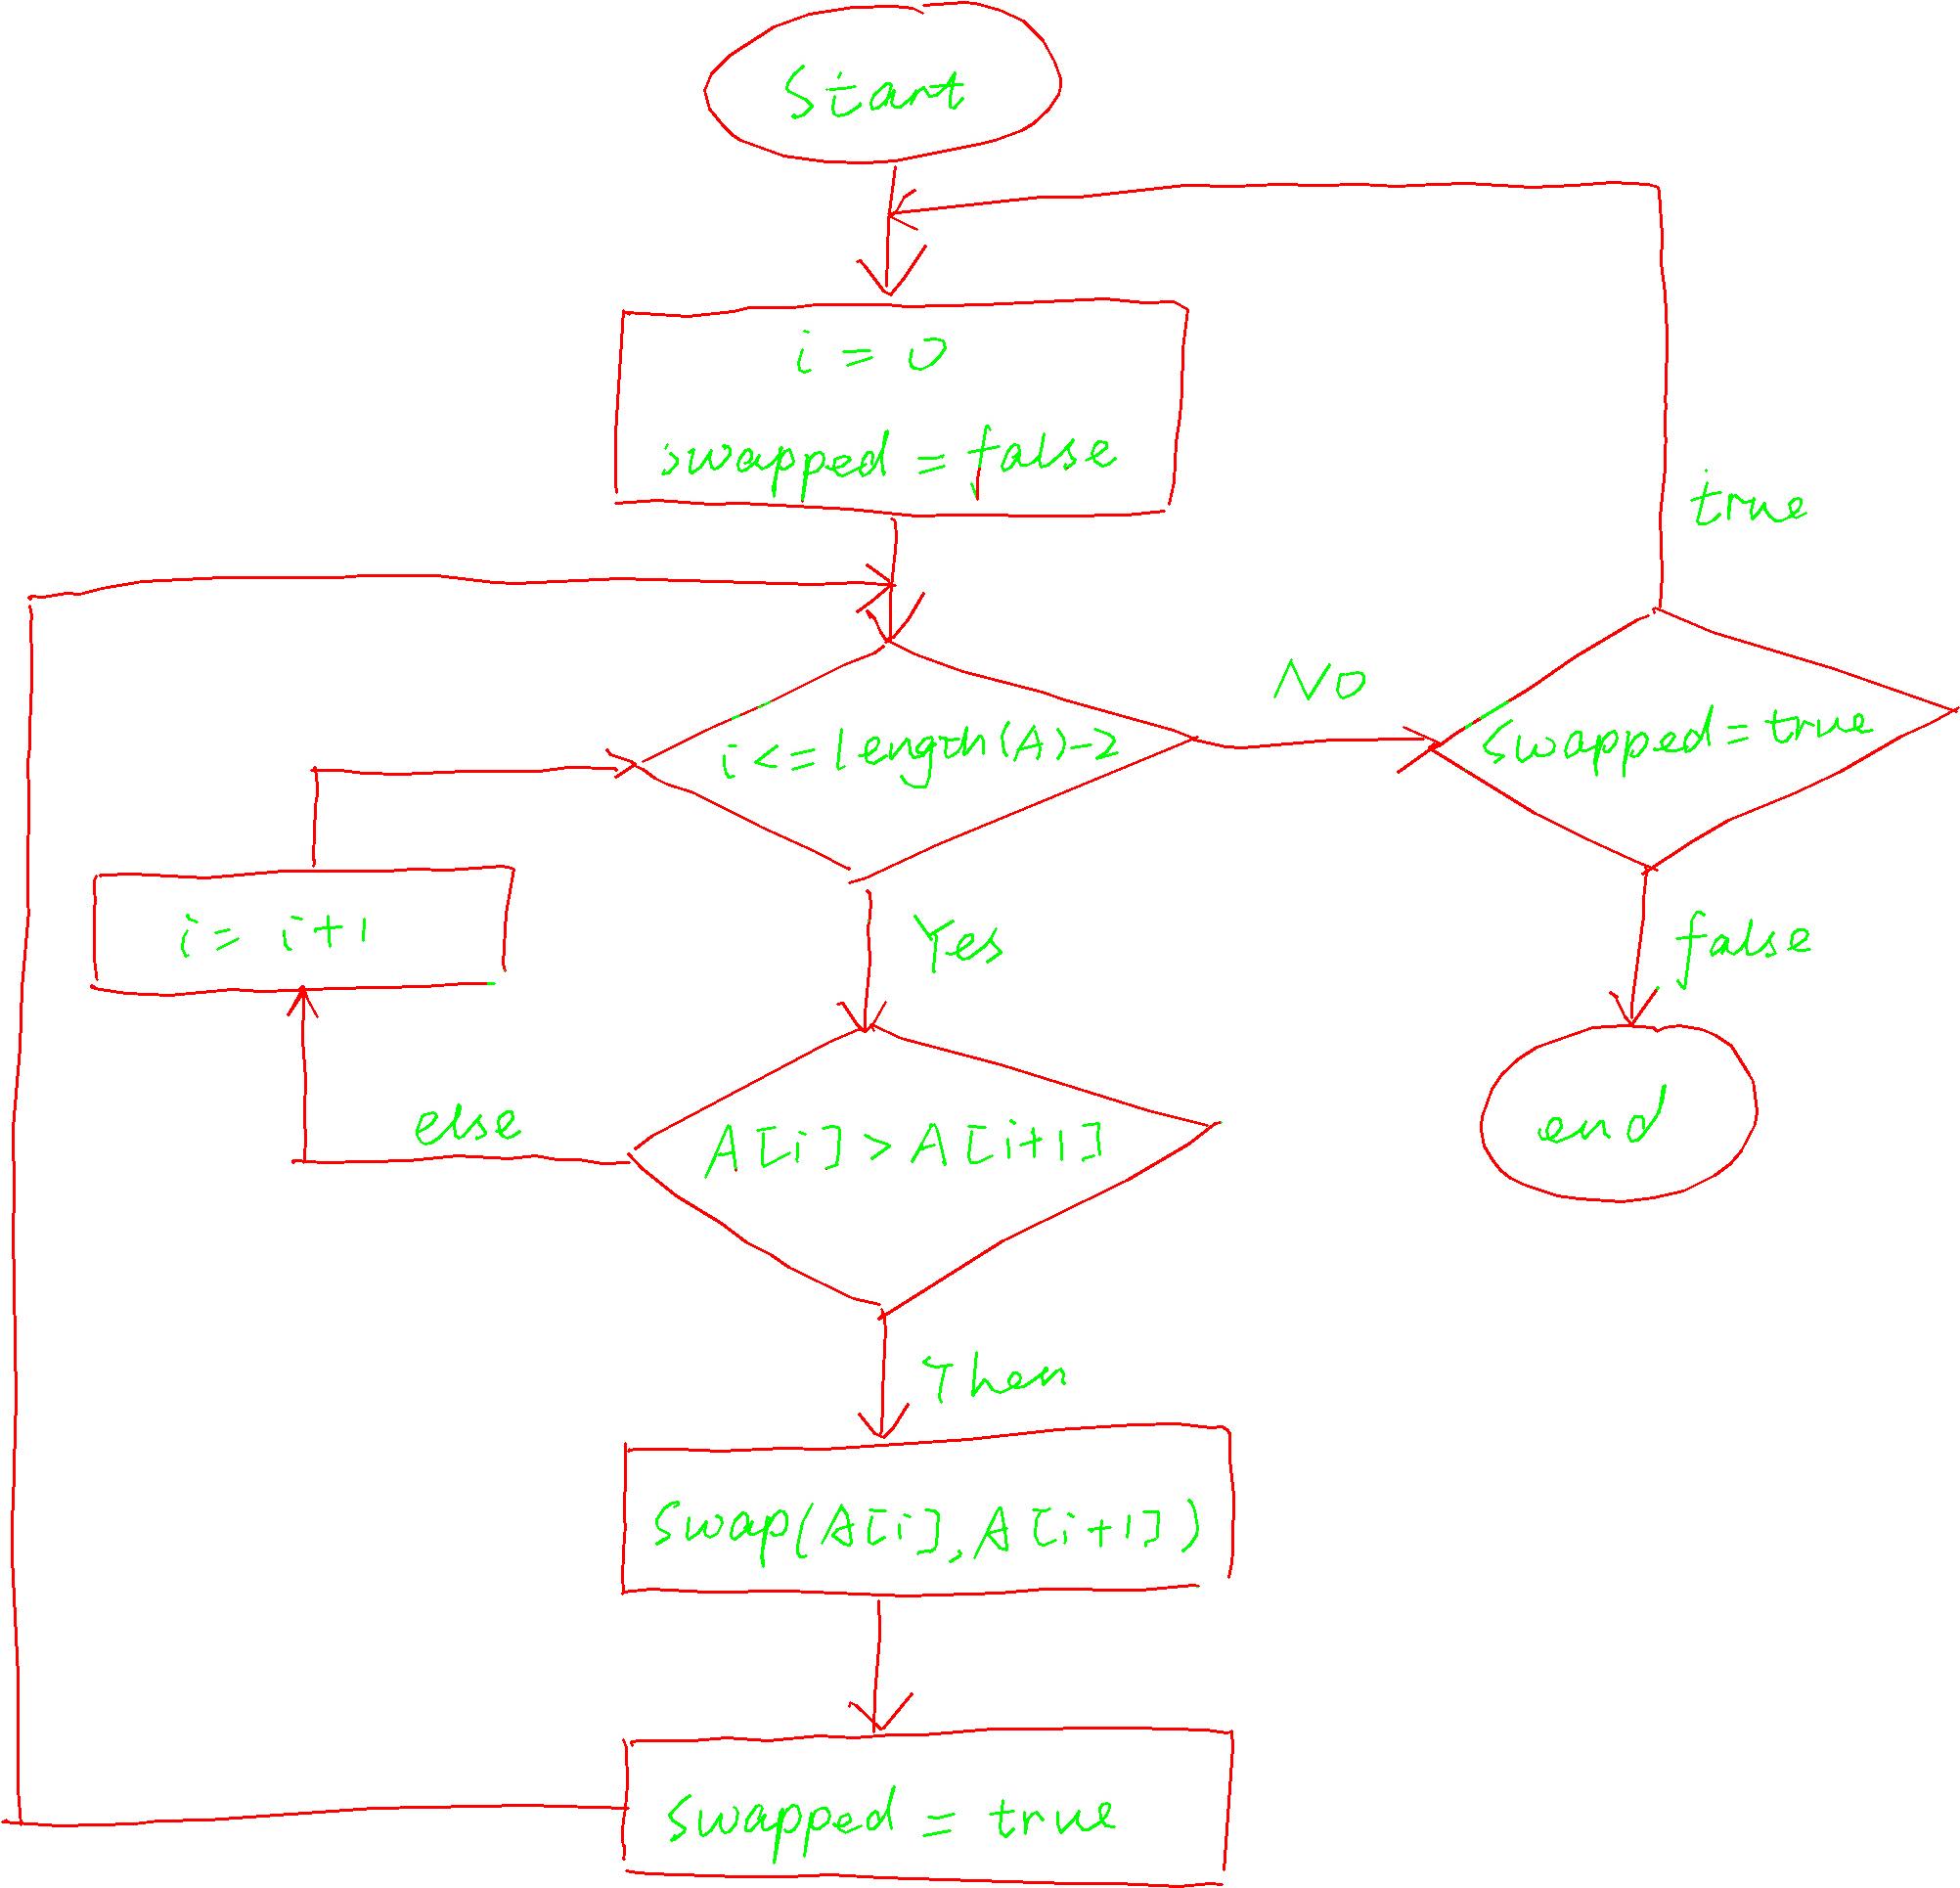 Start
i = 0
swapped = false
true
No
i<=length(A)-2
swapped=true
i= i+1
Yes
false
else
A[i]>A[i+1]
end
Then
swap(A[i],A[i+1])
swapped = true